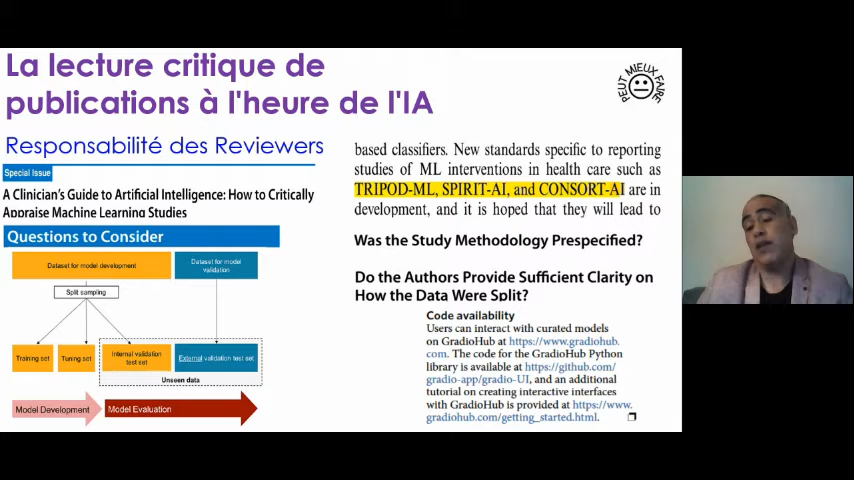 La lecture critique de
publications à l'heure de l'IA
PEUT MIEUX FAIRE
Responsabilité des Reviewers
Special Issue
A Clinician's Guide to Artificial Intelligence: How to Critically
Appraise Machine Learning Studies
Questions to Consider
Dataset for model development
Dataset for model
validation
Split sampling
Training set
Tuning set
Internal validation
test set
External validation test set
Unseen data
Model Development
Model Evaluation
based classifiers. New standards specific to reporting
studies of ML interventions in health care such as
TRIPOD-ML, SPIRIT-AI, and CONSORT-AI are in
development, and it is hoped that they will lead to
Was the Study Methodology Prespecified?
Do the Authors Provide Sufficient Clarity on
How the Data Were Split?
Code availability
Users can interact with curated models
on GradioHub at https://www.gradiohub.
com. The code for the GradioHub Python
library is available at https://github.com/
gradio-app/gradio-UI, and an additional
tutorial on creating interactive interfaces
with GradioHub is provided at https://www.
gradiohub.com/getting_started.html.